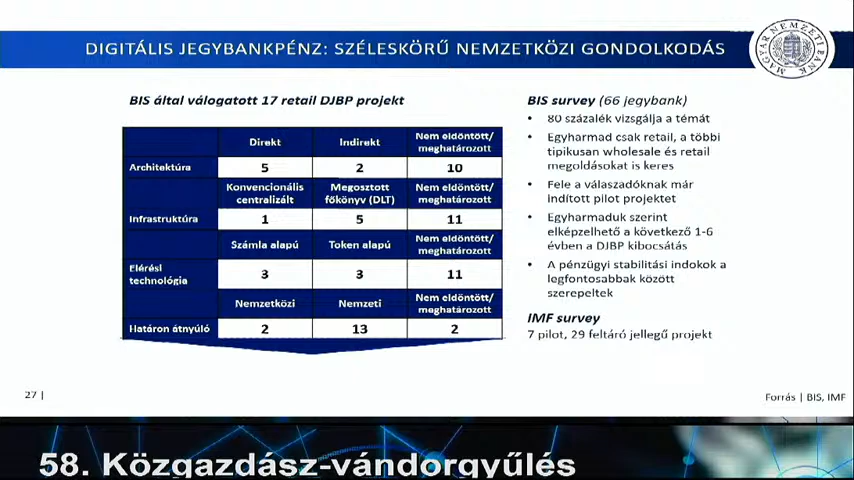 DIGITÁLIS JEGYBANKPÉNZ: SZÉLESKÖRŰ NEMZETKÖZI GONDOLKODÁS
MAGYAR NEMZETI BANK
BIS által válogatott 17 retail DJBP projekt
Direkt Indirekt Nem eldöntött/
meghatározott
Architektúra 5 2 10
Konvencionális Megosztott Nem eldöntött/
centralizált főkönyv (DLT) meghatározott
Infrastruktúra 1 5 11
Számla alapú Token alapú Nem eldöntött/
meghatározott
Elérési
technológia 3 3 11
Nemzetközi Nemzeti Nem eldöntött/
meghatározott
Határon átnyúló 2 13 2
BIS survey (66 jegybank)
• 80 százalék vizsgálja a témát
• Egyharmad csak retail, a többi
tipikusan wholesale és retail
megoldásokat is keres
• Fele a válaszadóknak már
indított pilot projektet
• Egyharmaduk szerint
elképzelhető a következő 1-6
évben a DJBP kibocsátás
• A pénzügyi stabilitási indokok a
legfontosabbak között
szerepeltek
IMF survey
7 pilot, 29 feltáró jellegű projekt
27 |
Forrás | BIS, IMF
58. Közgazdász-vándorgyűlés